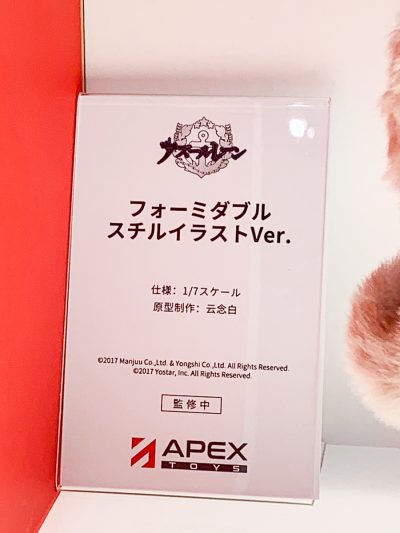 アズールレーン
フォーミダブル
スチルイラストVer.
仕様：1/7スケール
原型制作：云念白
©2017 Manjuu Co.,Ltd. & Yongshi Co.,Ltd. All Rights Reserved.
©2017 Yostar, Inc. All Rights Reserved.
監修中
APEX
TOYS